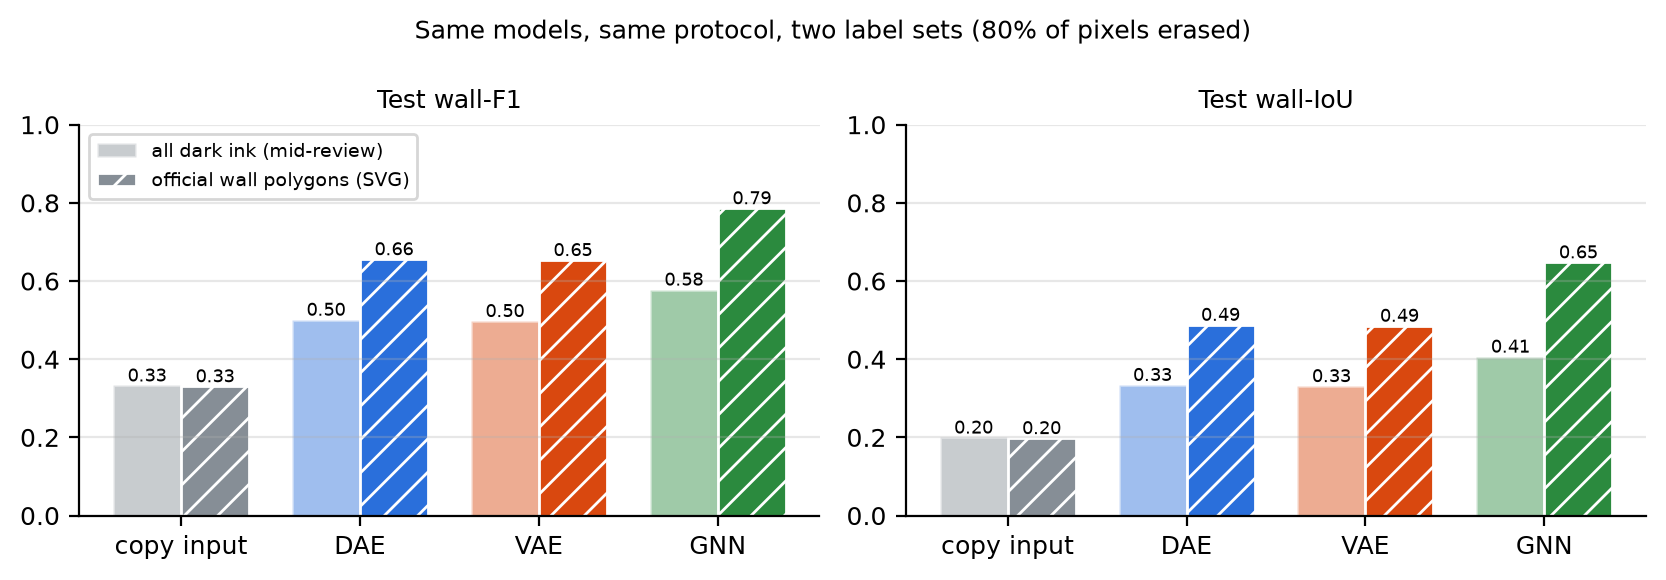 Same models, same protocol, two label sets (80% of pixels erased)
Test wall-F1
1.0
0.8
0.6
0.4
0.2
0.0
all dark ink (mid-review)
official wall polygons (SVG)
0.33
0.33
0.50
0.66
0.50
0.65
0.58
0.79
copy input
DAE
VAE
GNN
Test wall-IoU
1.0
0.8
0.6
0.4
0.2
0.0
0.20
0.20
0.33
0.49
0.33
0.49
0.41
0.65
copy input
DAE
VAE
GNN